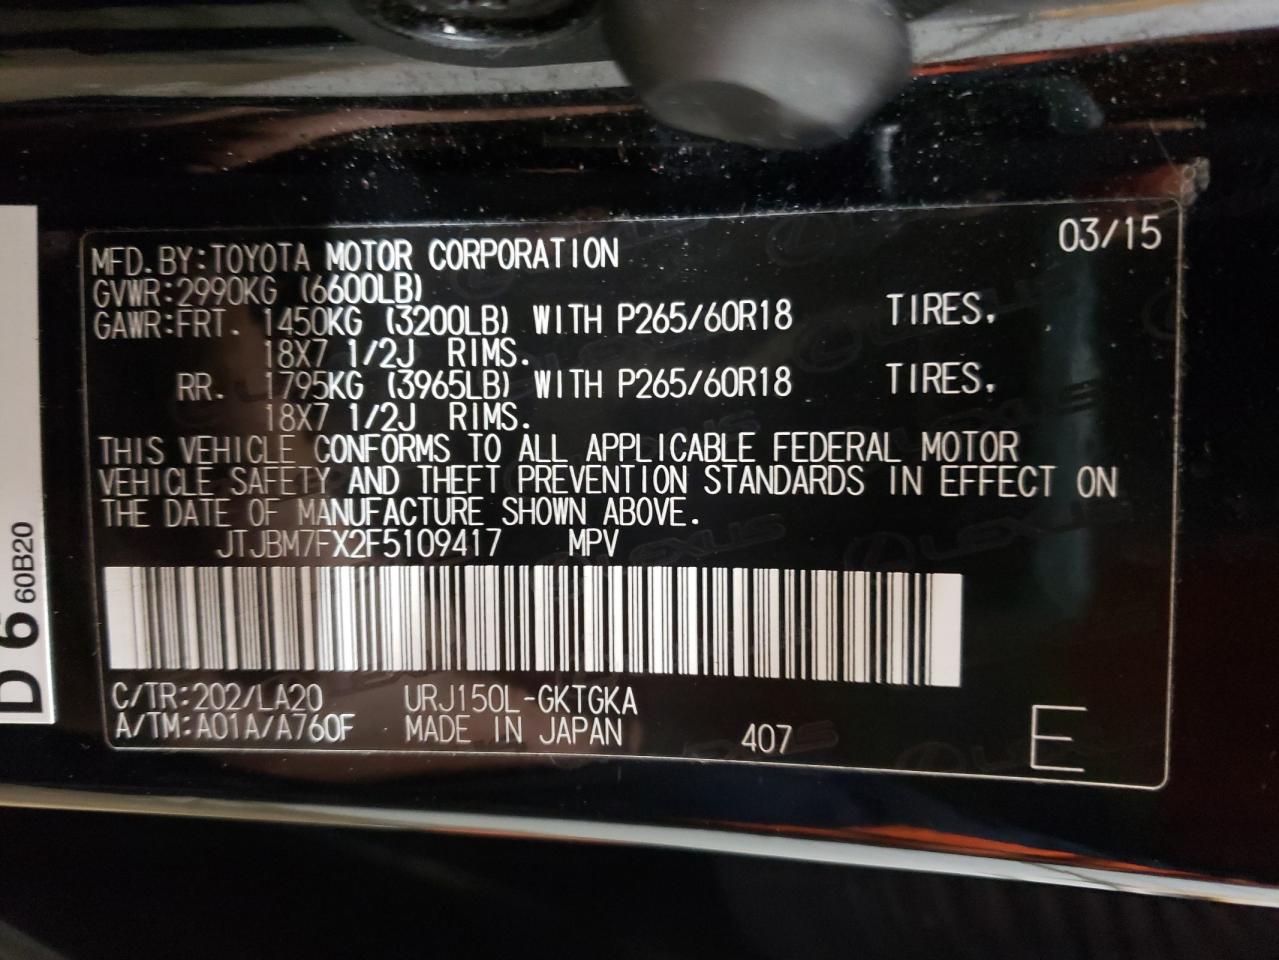 03/15
MFD.BY:TOYOTA MOTOR CORPORATION
GVWR:2990KG (6600LB)
GAWR:FRT. 1450KG (3200LB) WITH P265/60R18 TIRES.
18X7 1/2J RIMS.
RR. 1795KG (3965LB) WITH P265/60R18 TIRES.
18X7 1/2J RIMS.
THIS VEHICLE CONFORMS TO ALL APPLICABLE FEDERAL MOTOR
VEHICLE SAFETY AND THEFT PREVENTION STANDARDS IN EFFECT ON
THE DATE OF MANUFACTURE SHOWN ABOVE.
JTJBM7FX2F5109417 MPV
C/TR:202/LA20 URJ150L-GKTGKA
A/TM:A01A/A760F MADE IN JAPAN 407 E
D 6 60B20
LEXUS